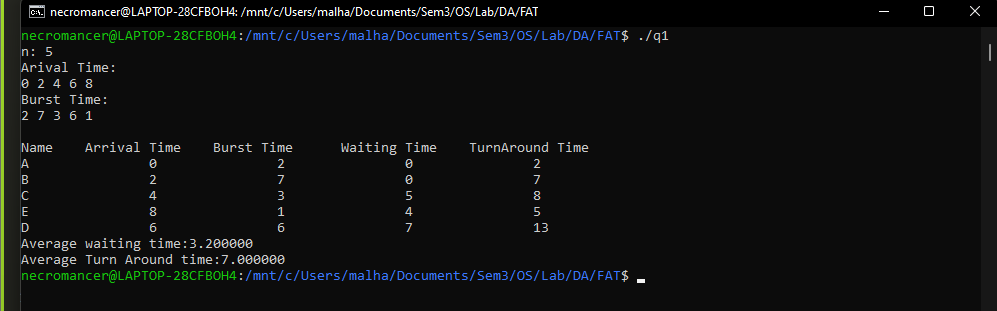 necromancer@LAPTOP-28CFBOH4: /mnt/c/Users/malha/Documents/Sem3/OS/Lab/DA/FAT
necromancer@LAPTOP-28CFBOH4:/mnt/c/Users/malha/Documents/Sem3/OS/Lab/DA/FAT$ ./q1
n: 5
Arival Time:
0 2 4 6 8
Burst Time:
2 7 3 6 1
Name    Arrival Time    Burst Time      Waiting Time    TurnAround Time
A               0               2               0               2
B               2               7               0               7
C               4               3               5               8
E               8               1               4               5
D               6               6               7               13
Average waiting time:3.200000
Average Turn Around time:7.000000
necromancer@LAPTOP-28CFBOH4:/mnt/c/Users/malha/Documents/Sem3/OS/Lab/DA/FAT$